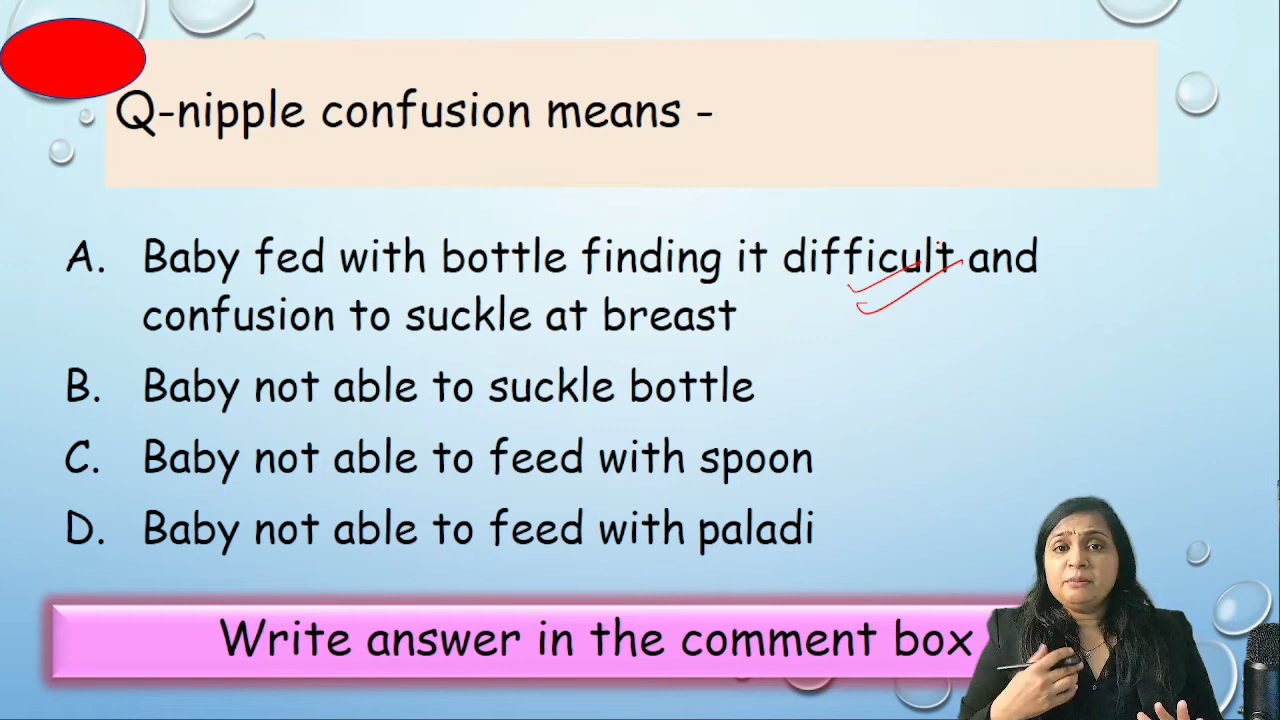 Q-nipple confusion means -
A. Baby fed with bottle finding it difficult and
confusion to suckle at breast
B. Baby not able to suckle bottle
C. Baby not able to feed with spoon
D. Baby not able to feed with paladi
Write answer in the comment box